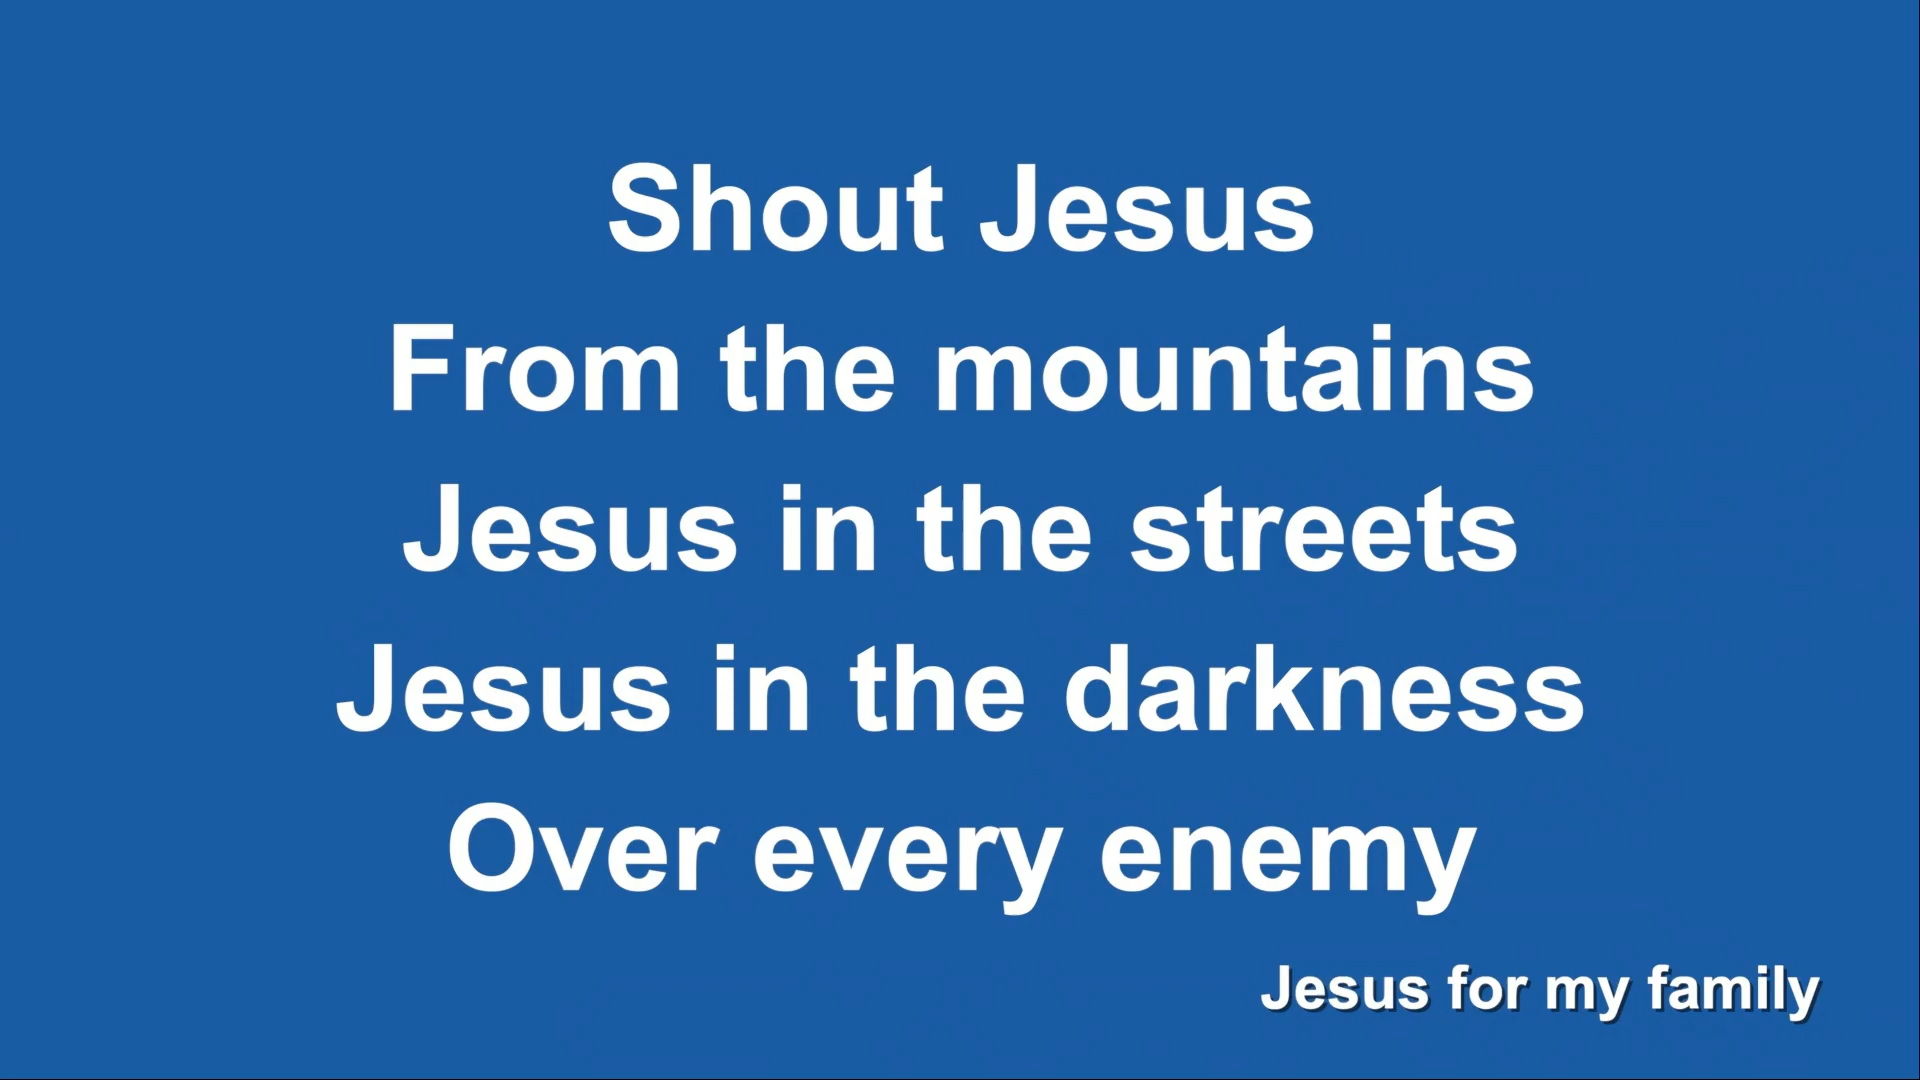 Shout Jesus
From the mountains
Jesus in the streets
Jesus in the darkness
Over every enemy
Jesus for my family